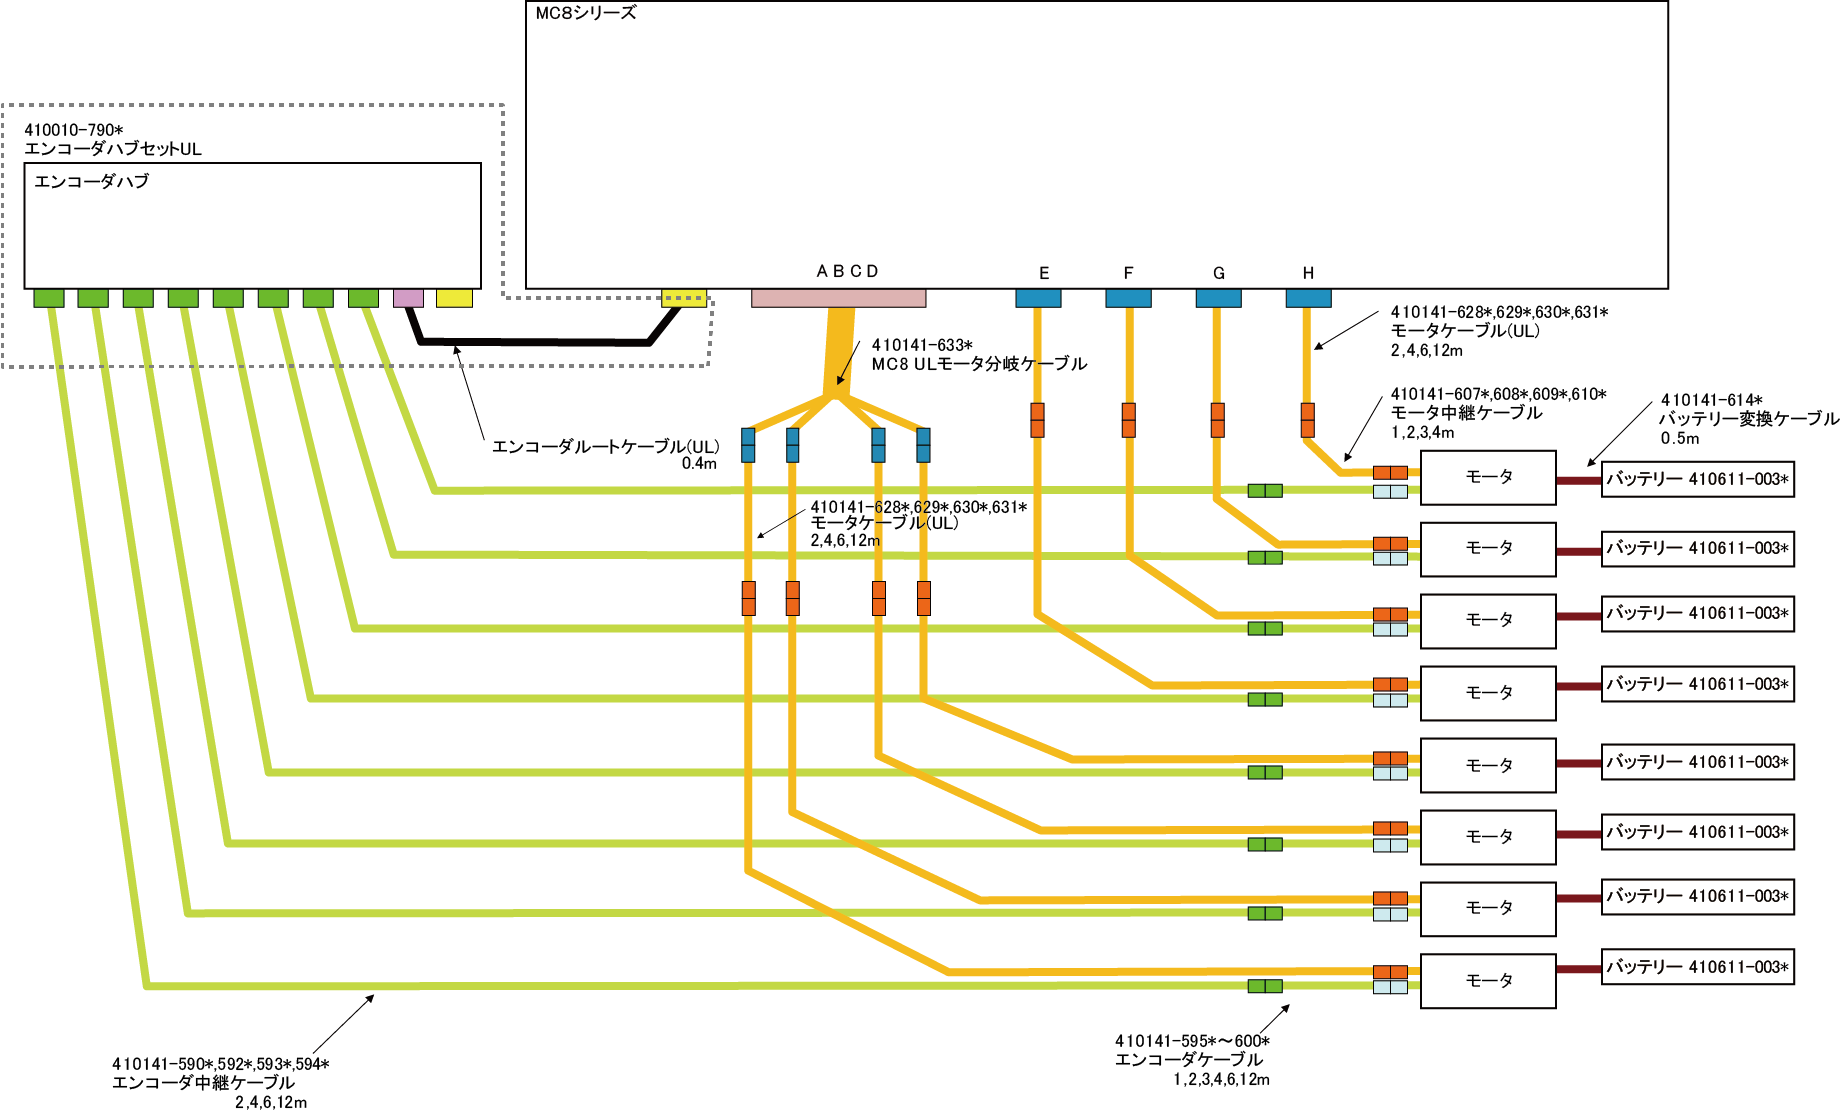 MC8シリーズ
410010-790*
エンコーダハブセットUL
エンコーダハブ
A B C D
E
F
G
H
410141-628*,629*,630*,631*
モータケーブル(UL)
2,4,6,12m
410141-633*
MC8 ULモータ分岐ケーブル
410141-607*,608*,609*,610*
モータ中継ケーブル
1,2,3,4m
410141-614*
バッテリー変換ケーブル
0.5m
エンコーダルートケーブル(UL)
0.4m
モータ
バッテリー 410611-003*
410141-628*,629*,630*,631*
モータケーブル(UL)
2,4,6,12m
モータ
バッテリー 410611-003*
モータ
バッテリー 410611-003*
モータ
バッテリー 410611-003*
モータ
バッテリー 410611-003*
モータ
バッテリー 410611-003*
モータ
バッテリー 410611-003*
モータ
バッテリー 410611-003*
410141-590*,592*,593*,594*
エンコーダ中継ケーブル
2,4,6,12m
410141-595*～600*
エンコーダケーブル
1,2,3,4,6,12m